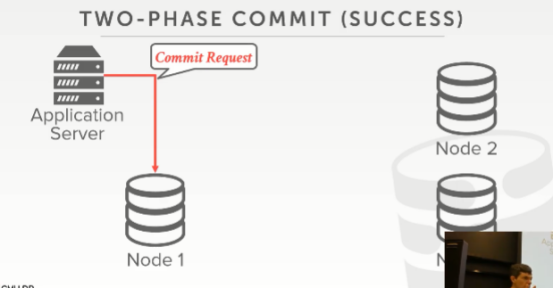 TWO-PHASE COMMIT (SUCCESS)
Commit Request
Application
Server
Node 2
Node 1